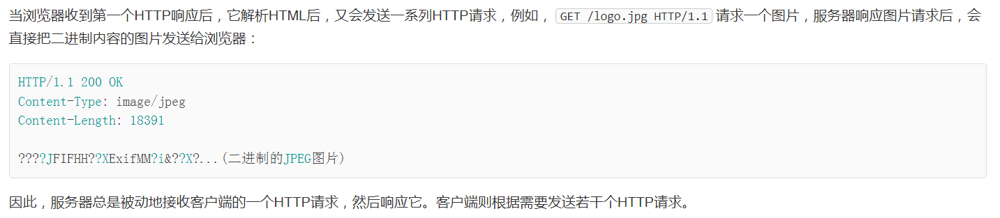 当浏览器收到第一个HTTP响应后，它解析HTML后，又会发送一系列HTTP请求，例如， GET /logo.jpg HTTP/1.1 请求一个图片，服务器响应图片请求后，会
直接把二进制内容的图片发送给浏览器：
HTTP/1.1 200 OK
Content-Type: image/jpeg
Content-Length: 18391
????JFIFHH??XExifMM?i&??X?...(二进制的JPEG图片)
因此，服务器总是被动地接收客户端的一个HTTP请求，然后响应它。客户端则根据需要发送若干个HTTP请求。